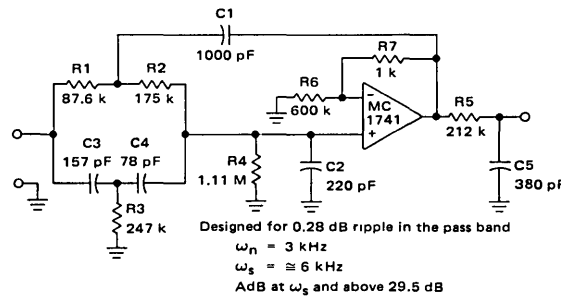 C1
1000 pF
R7
1 k
R1
87.6 k
R2
175 k
R6
600 k
MC
1741
−
+
R5
212 k
C3
157 pF
C4
78 pF
R4
1.11 M
C2
220 pF
C5
380 pF
R3
247 k
Designed for 0.28 dB ripple in the pass band
ωn = 3 kHz
ωs = ≅ 6 kHz
AdB at ωs and above 29.5 dB